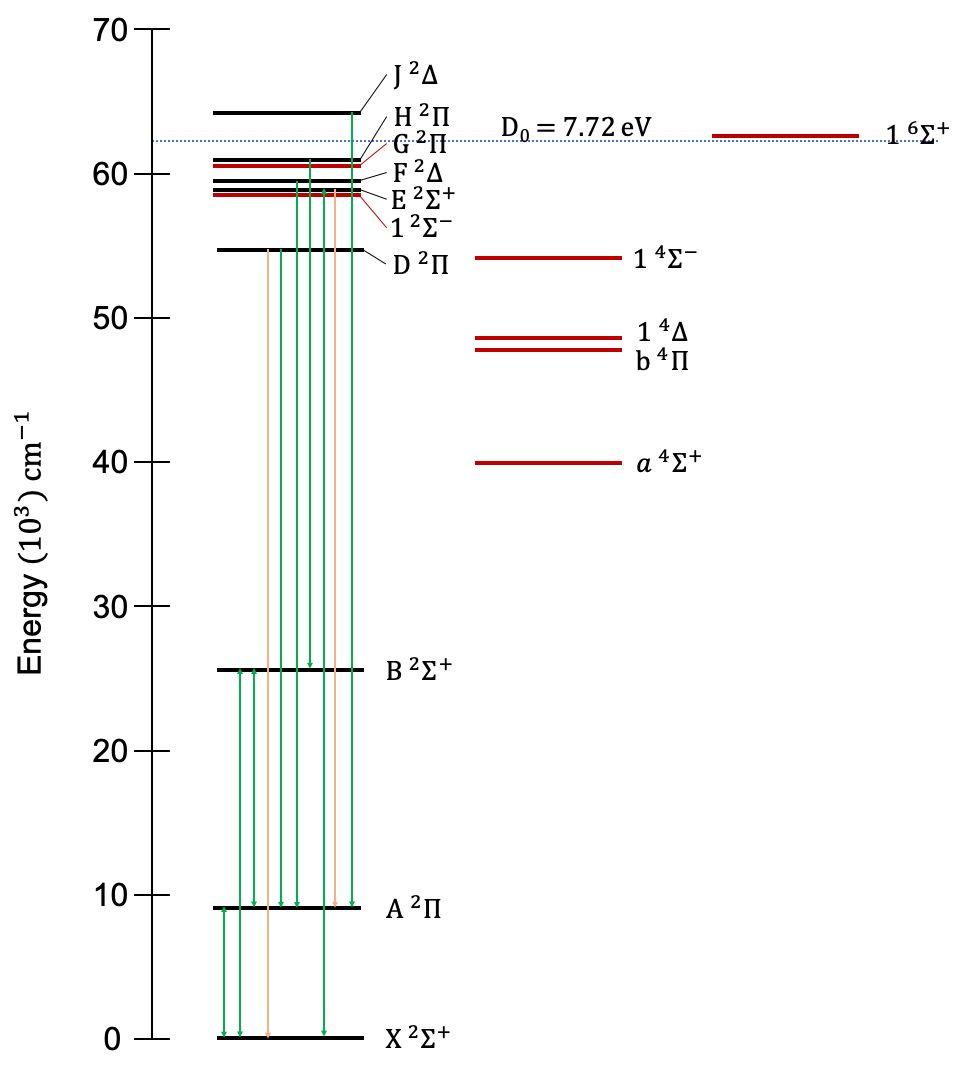 70
J ²Δ
H ²Π
D₀ = 7.72 eV
1 ⁶Σ⁺
G ²Π
60
F ²Δ
E ²Σ⁺
1 ²Σ⁻
D ²Π
1 ⁴Σ⁻
50
1 ⁴Δ
b ⁴Π
40
a ⁴Σ⁺
Energy (10³) cm⁻¹
30
B ²Σ⁺
20
10
A ²Π
0
X ²Σ⁺